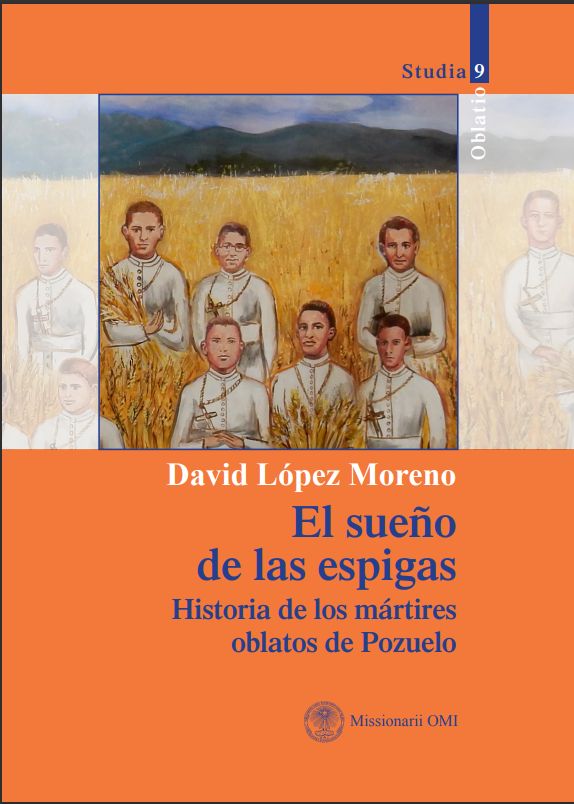 Studia 9
Oblatio
David López Moreno
El sueño
de las espigas
Historia de los mártires
oblatos de Pozuelo
Missionarii OMI